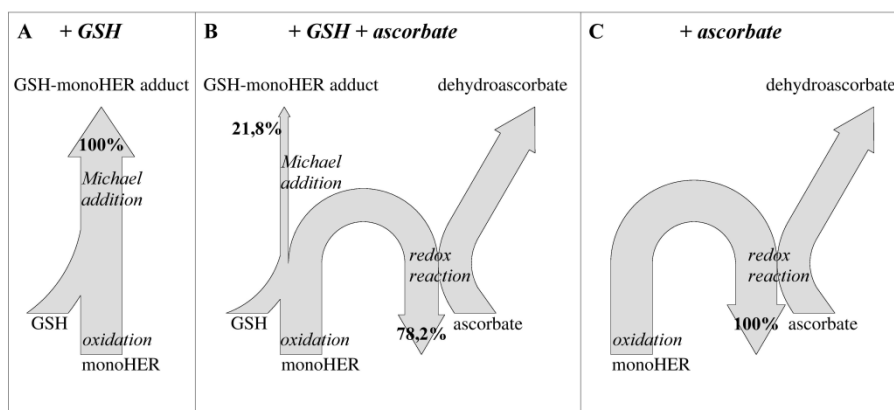 A + GSH
GSH-monoHER adduct
100%
Michael
addition
GSH
oxidation
monoHER
B + GSH + ascorbate
GSH-monoHER adduct
dehydroascorbate
21,8%
Michael
addition
redox
reaction
GSH
ascorbate
oxidation
78,2%
monoHER
C + ascorbate
dehydroascorbate
redox
reaction
100%
ascorbate
oxidation
monoHER